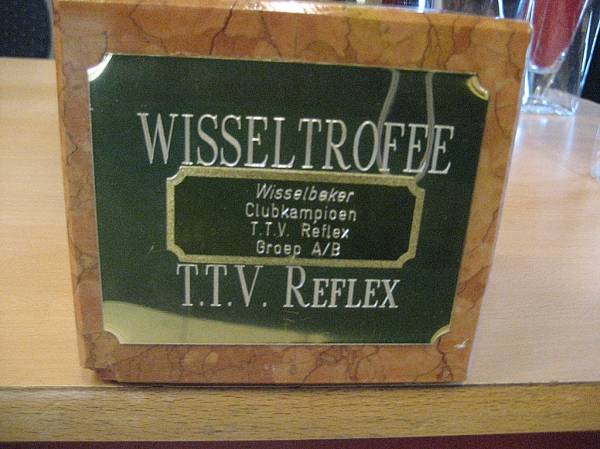 WISSELTROFEE
Wisselbeker
Clubkampioen
T.T.V. Reflex
Groep A/B
T.T.V. REFLEX